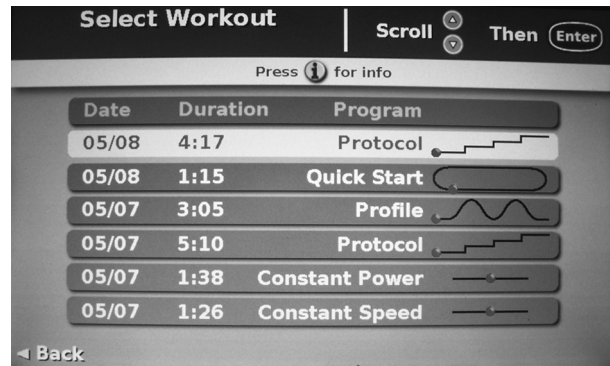 Select Workout
Scroll Then Enter
Press i for info
Date Duration Program
05/08 4:17 Protocol
05/08 1:15 Quick Start
05/07 3:05 Profile
05/07 5:10 Protocol
05/07 1:38 Constant Power
05/07 1:26 Constant Speed
Back